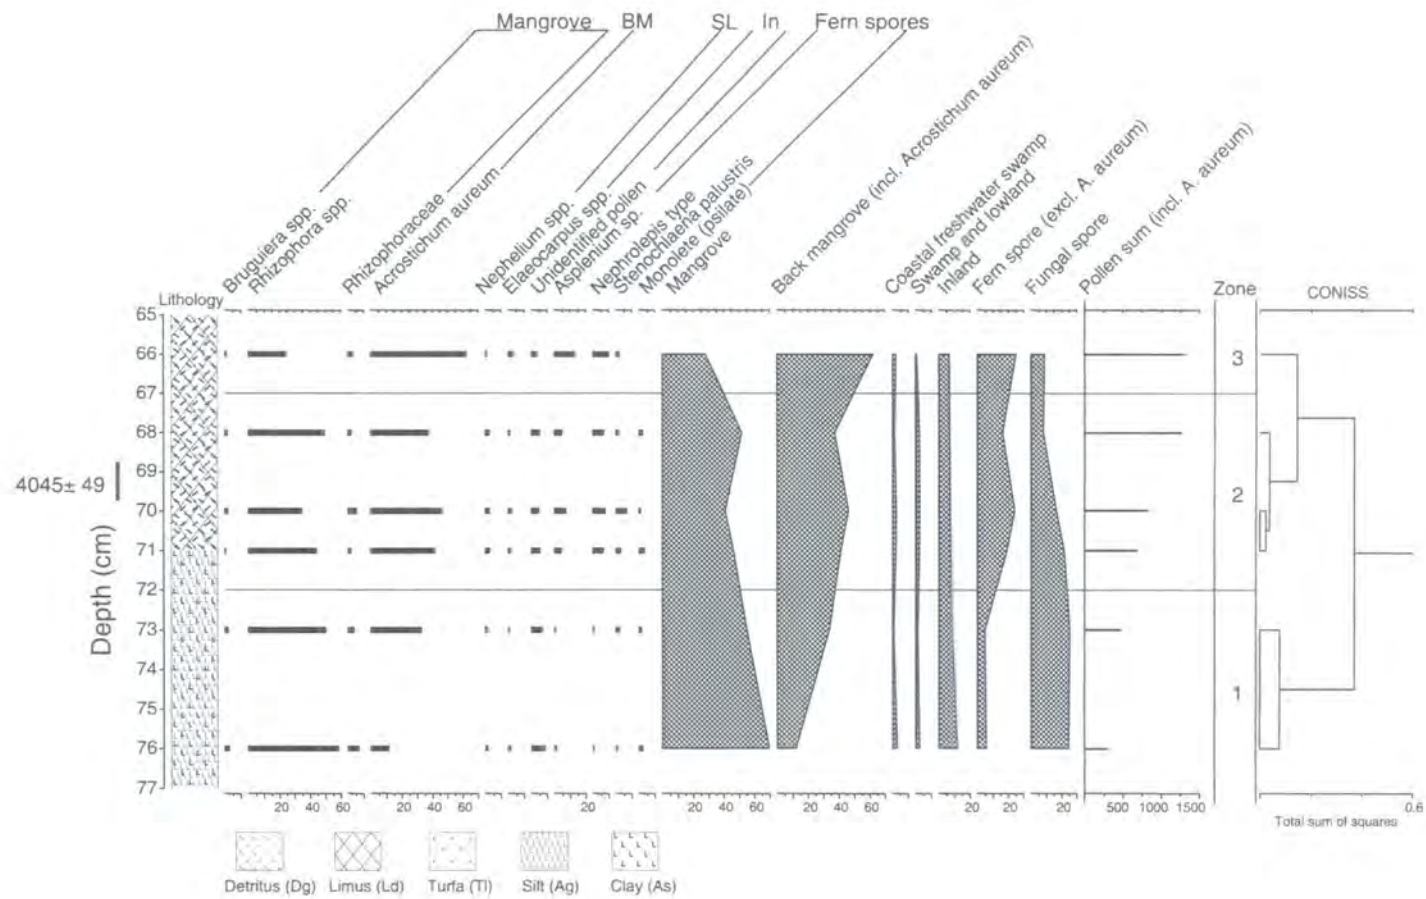 Mangrove BM SL In Fern spores
Bruguiera spp.
Rhizophora spp.
Rhizophoraceae
Acrostichum aureum
Nephelium spp.
Elaeocarpus spp.
Unidentified pollen
Asplenium sp.
Nephrolepis type
Stenochlaena palustris
Monolete (psilate)
Mangrove
Back mangrove (incl. Acrostichum aureum)
Coastal freshwater swamp
Swamp and lowland
Inland
Fern spore (excl. A. aureum)
Fungal spore
Pollen sum (incl. A. aureum)
Lithology Zone CONISS
65
66 3
67
68
69
4045± 49
70 2
71
72
73
74
75 1
76
77
Depth (cm)
20 40 60 20 40 60 20 20 40 60 20 40 60 20 20 20 500 1000 1500 0.6
Total sum of squares
Detritus (Dg) Limus (Ld) Turfa (Tl) Silt (Ag) Clay (As)